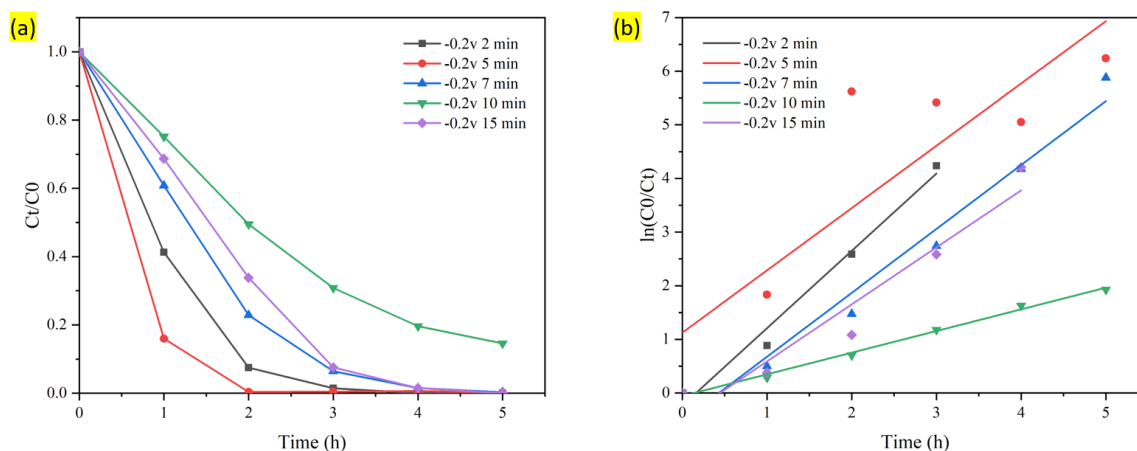 (a)
1.0
0.8
0.6
0.4
0.2
0.0
Ct/C0
-0.2v 2 min
-0.2v 5 min
-0.2v 7 min
-0.2v 10 min
-0.2v 15 min
0 1 2 3 4 5
Time (h)
(b)
7
6
5
4
3
2
1
0
ln(C0/Ct)
-0.2v 2 min
-0.2v 5 min
-0.2v 7 min
-0.2v 10 min
-0.2v 15 min
0 1 2 3 4 5
Time (h)